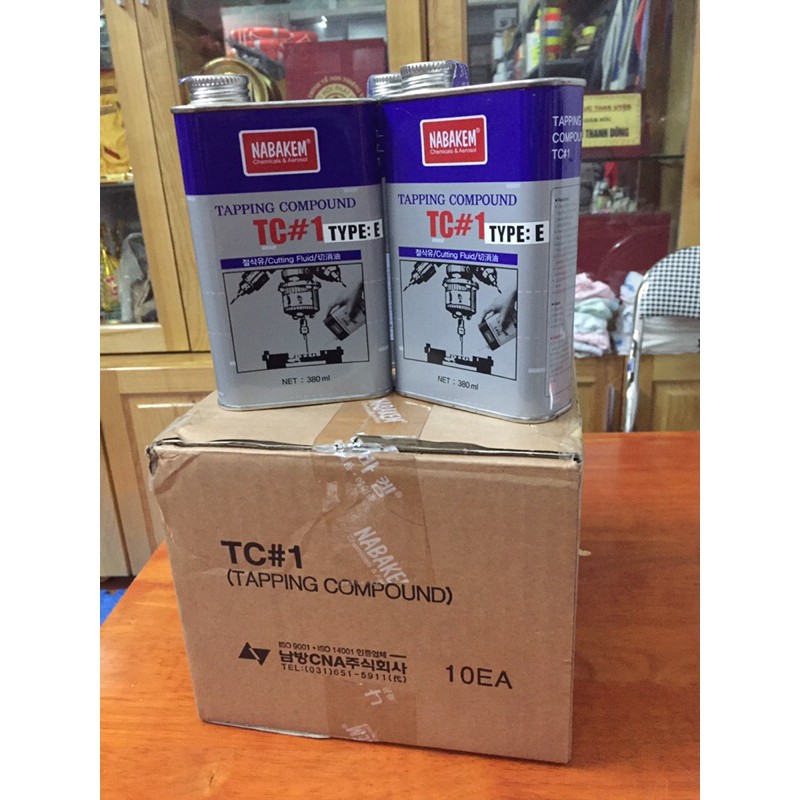 NABAKEM®
Chemicals & Aerosol
TAPPING COMPOUND
TC#1 TYPE: E
절삭유/Cutting Fluid/切消油
NET : 380 ml
NABAKEM®
Chemicals & Aerosol
TAPPING COMPOUND
TC#1 TYPE: E
절삭유/Cutting Fluid/切消油
NET : 380 ml
TAPPING
COMPOU
TC#1
THANH DŨNG
NABAKEM
TC#1
(TAPPING COMPOUND)
ISO 9001 • ISO 14001 인증업체
남방CNA주식회사
TEL:(031)651-5911(代)
10EA